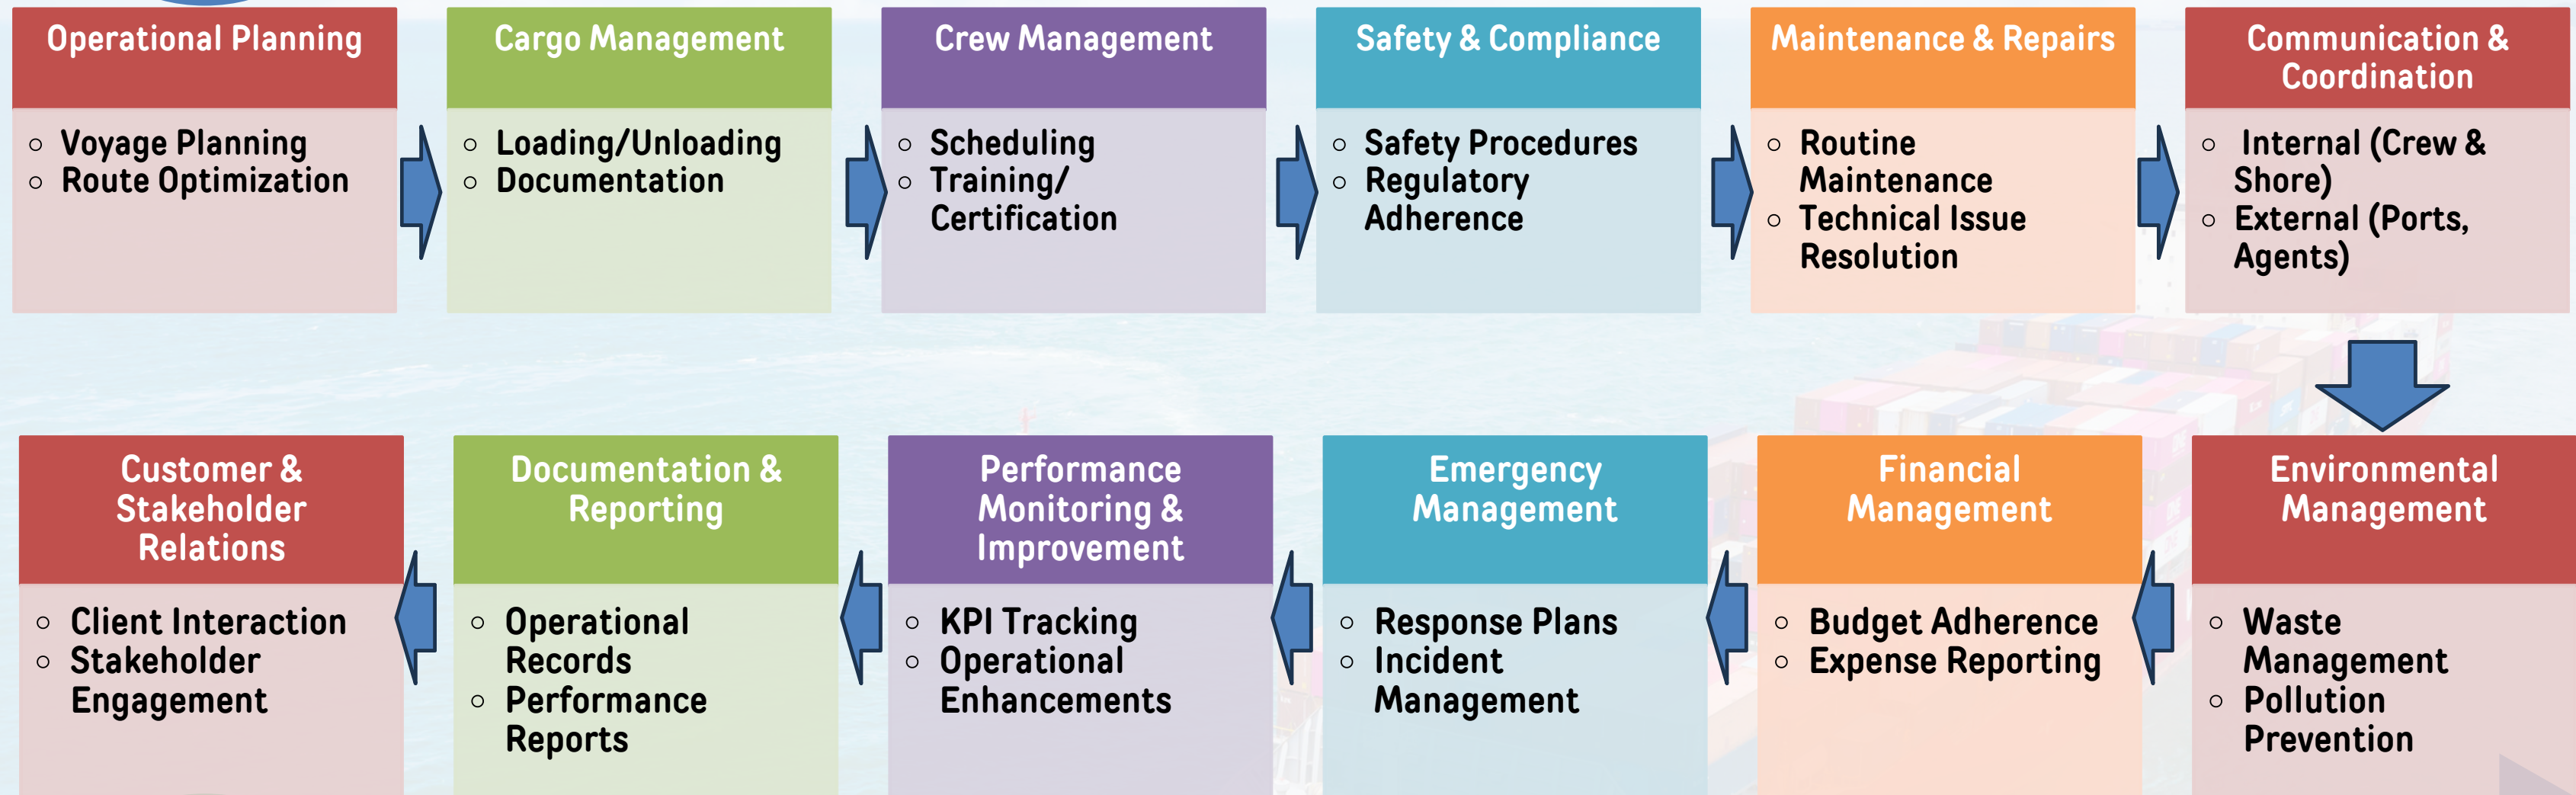 Operational Planning
○ Voyage Planning
○ Route Optimization
Cargo Management
○ Loading/Unloading
○ Documentation
Crew Management
○ Scheduling
○ Training/
Certification
Safety & Compliance
○ Safety Procedures
○ Regulatory
Adherence
Maintenance & Repairs
○ Routine
Maintenance
○ Technical Issue
Resolution
Communication &
Coordination
○ Internal (Crew &
Shore)
○ External (Ports,
Agents)
Environmental
Management
○ Waste
Management
○ Pollution
Prevention
Financial
Management
○ Budget Adherence
○ Expense Reporting
Emergency
Management
○ Response Plans
○ Incident
Management
Performance
Monitoring &
Improvement
○ KPI Tracking
○ Operational
Enhancements
Documentation &
Reporting
○ Operational
Records
○ Performance
Reports
Customer &
Stakeholder
Relations
○ Client Interaction
○ Stakeholder
Engagement